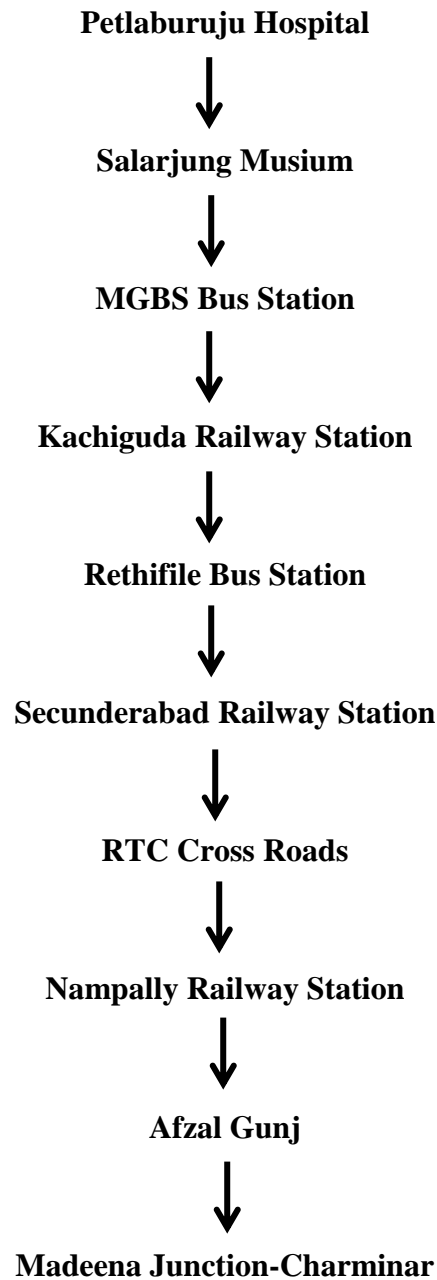 Petlaburuju Hospital
Salarjung Musium
MGBS Bus Station
Kachiguda Railway Station
Rethifile Bus Station
Secunderabad Railway Station
RTC Cross Roads
Nampally Railway Station
Afzal Gunj
Madeena Junction-Charminar